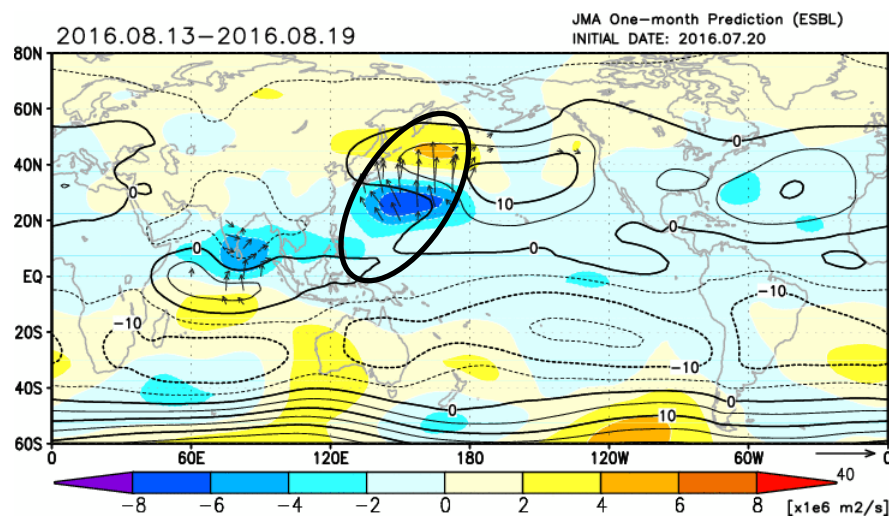 JMA One-month Prediction (ESBL)
2016.08.13−2016.08.19
INITIAL DATE: 2016.07.20
80N
60N
40N
20N
EQ
20S
40S
60S
0
0
10
0
0
0
−10
−10
−10
0
10
0
0 60E 120E 180 120W 60W 0
40
−8 −6 −4 −2 0 2 4 6 8 [x1e6 m2/s]